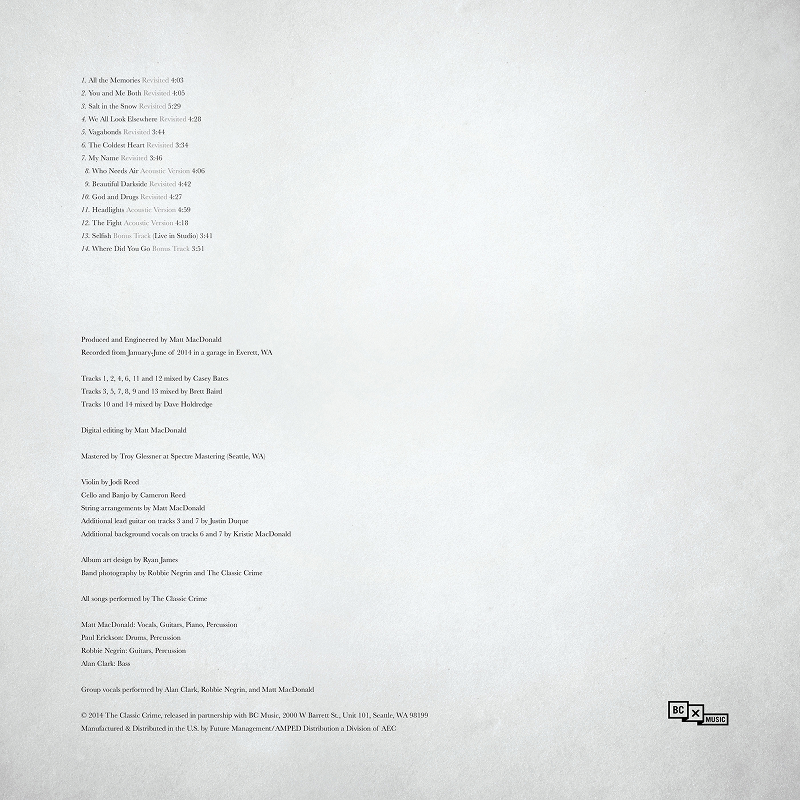 1. All the Memories Revisited 4:03
2. You and Me Both Revisited 4:05
3. Salt in the Snow Revisited 5:29
4. We All Look Elsewhere Revisited 4:28
5. Vagabonds Revisited 3:44
6. The Coldest Heart Revisited 3:34
7. My Name Revisited 3:46
8. Who Needs Air Acoustic Version 4:06
9. Beautiful Darkside Revisited 4:42
10. God and Drugs Revisited 4:27
11. Headlights Acoustic Version 4:59
12. The Fight Acoustic Version 4:18
13. Selfish Bonus Track (Live in Studio) 3:41
14. Where Did You Go Bonus Track 3:51
Produced and Engineered by Matt MacDonald
Recorded from January-June of 2014 in a garage in Everett, WA
Tracks 1, 2, 4, 6, 11 and 12 mixed by Casey Bates
Tracks 3, 5, 7, 8, 9 and 13 mixed by Brett Baird
Tracks 10 and 14 mixed by Dave Holdredge
Digital editing by Matt MacDonald
Mastered by Troy Glessner at Spectre Mastering (Seattle, WA)
Violin by Jodi Reed
Cello and Banjo by Cameron Reed
String arrangements by Matt MacDonald
Additional lead guitar on tracks 3 and 7 by Justin Duque
Additional background vocals on tracks 6 and 7 by Kristie MacDonald
Album art design by Ryan James
Band photography by Robbie Negrin and The Classic Crime
All songs performed by The Classic Crime
Matt MacDonald: Vocals, Guitars, Piano, Percussion
Paul Erickson: Drums, Percussion
Robbie Negrin: Guitars, Percussion
Alan Clark: Bass
Group vocals performed by Alan Clark, Robbie Negrin, and Matt MacDonald
© 2014 The Classic Crime, released in partnership with BC Music, 2000 W Barrett St., Unit 101, Seattle, WA 98199
Manufactured & Distributed in the U.S. by Future Management/AMPED Distribution a Division of AEC
BC X MUSIC